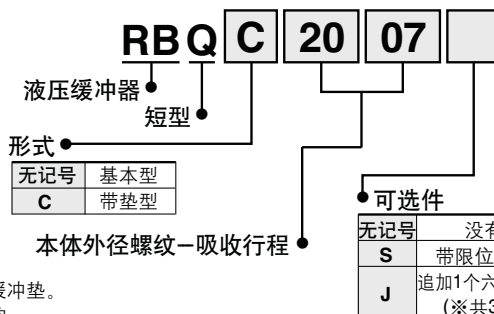 RBQ C 20 07
液压缓冲器
短型
形式
无记号 基本型
C 带垫型
可选件
无记号 没
S 带限位
J 追加1个
(※共
本体外径螺纹－吸收行程
缓冲垫。